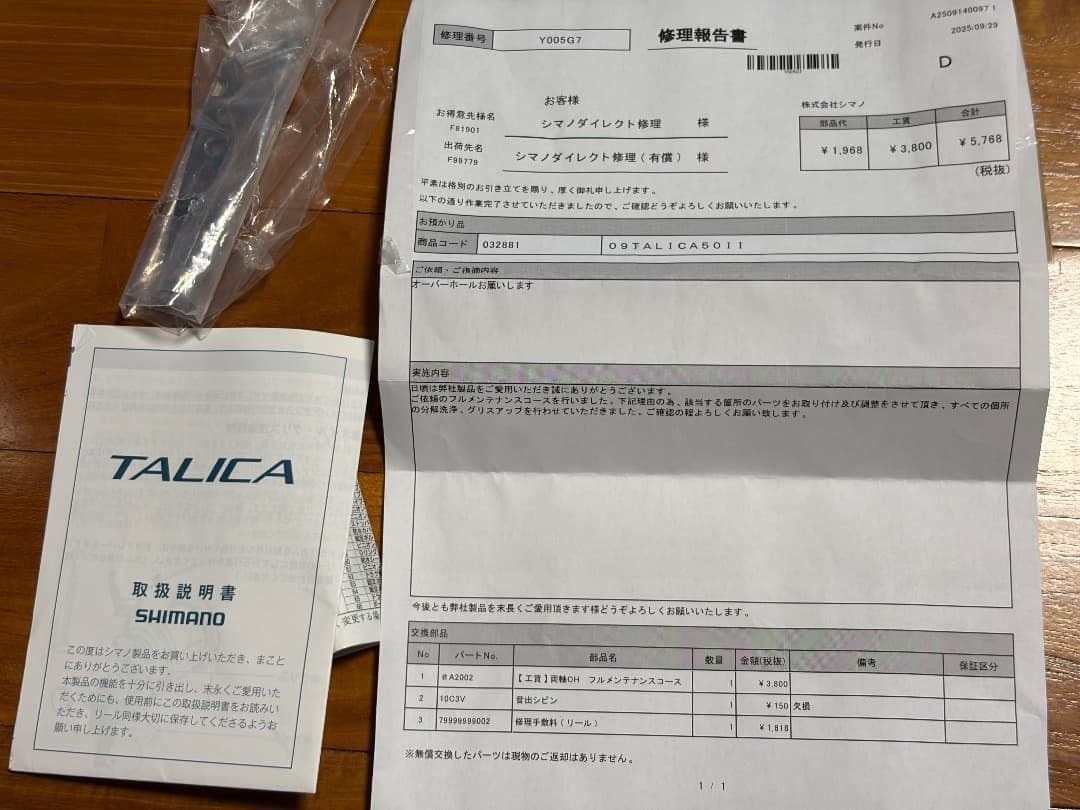 修理番号 Y005G7
修理報告書
案件No A25091400971
発行日 2025/09/29
D
お客様
お得意先様名
F81901
シマノダイレクト修理 様
出荷先名
F99779
シマノダイレクト修理(有償) 様
株式会社シマノ
部品代 工賃 合計
¥1,968 ¥3,800 ¥5,768
(税抜)
平素は格別のお引き立てを賜り、厚く御礼申し上げます。
以下の通り作業完了させていただきましたので、ご確認どうぞよろしくお願いいたします。
お預かり品
商品コード 032881 09TALICA50II
ご依頼・ご指摘内容
オーバーホールお願いします
実施内容
日頃は弊社製品をご愛用いただき誠にありがとうございます。
ご依頼のフルメンテナンスコースを行いました。下記理由の為、該当する箇所のパーツをお取り付け及び調整をさせて頂き、すべての個所
の分解洗浄、グリスアップを行わせていただきました。ご確認の程よろしくお願い致します。
今後とも弊社製品を末長くご愛用頂きます様どうぞよろしくお願いいたします。
交換部品
No パートNo. 部品名 数量 金額(税抜) 備考 保証区分
1 @A2002 【工賃】両軸OH フルメンテナンスコース 1 ¥3,800
2 10C3V 音出シピン 1 ¥150 欠損
3 79999999002 修理手数料(リール) 1 ¥1,818
※無償交換したパーツは現物のご返却はありません。
1 / 1
TALICA
取扱説明書
SHIMANO
この度はシマノ製品をお買い上げいただき、まこと
にありがとうございます。
本製品の機能を十分に引き出し、末永くご愛用いた
だくためにも、使用前にこの取扱説明書をお読みい
ただき、リール同様大切に保存してくださるようお
願い申し上げます。